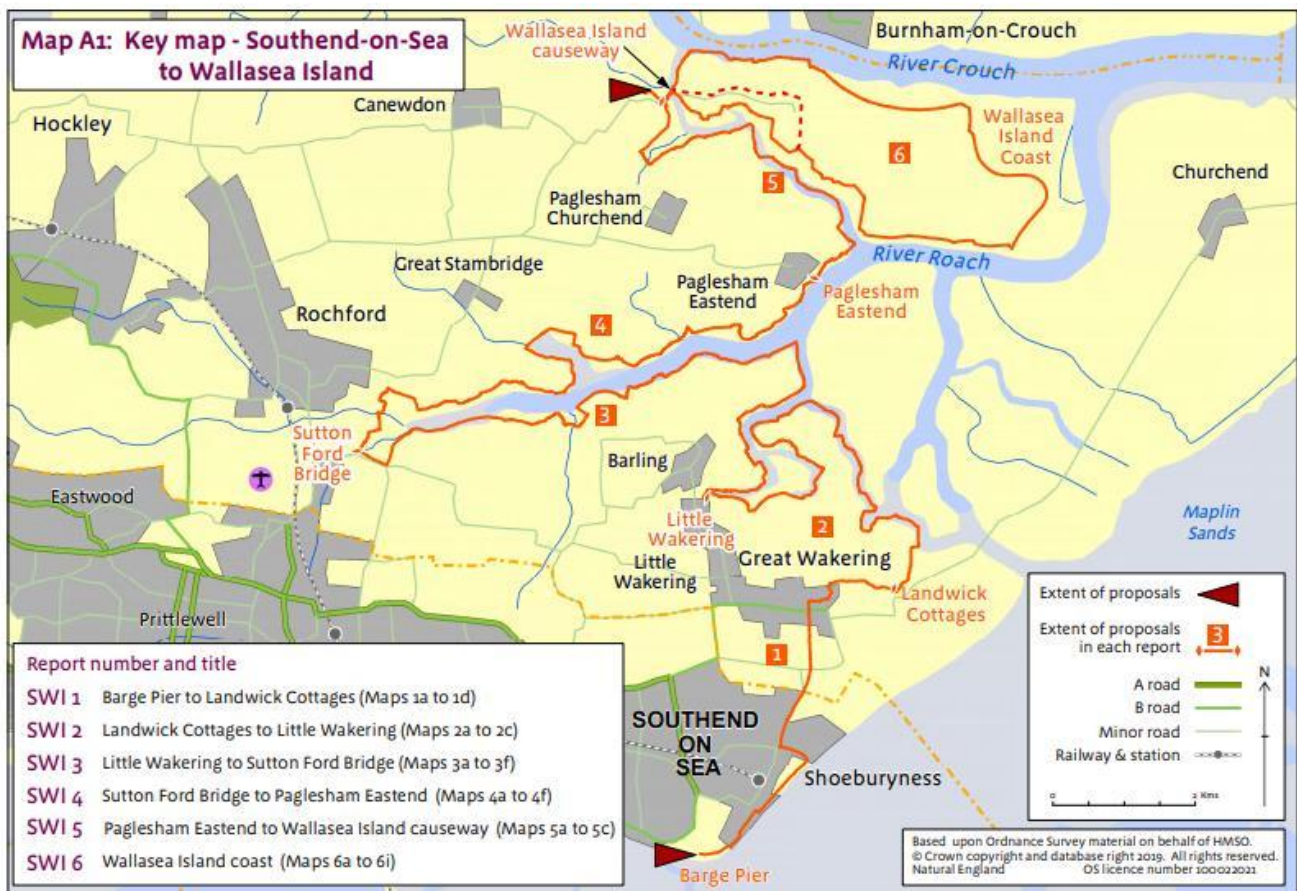 Map A1: Key map - Southend-on-Sea
to Wallasea Island
Wallasea Island
causeway
Burnham-on-Crouch
River Crouch
Canewdon
Hockley
Wallasea
Island
Coast
6
Churchend
5
Paglesham
Churchend
River Roach
Great Stambridge
Paglesham
Eastend
Paglesham
Eastend
Rochford
4
3
Sutton
Ford
Bridge
Barling
Eastwood
Little
Wakering
2
Maplin
Sands
Little
Wakering
Great Wakering
Landwick
Cottages
Prittlewell
1
SOUTHEND
ON
SEA
Shoeburyness
Barge Pier
Report number and title
SWI 1 Barge Pier to Landwick Cottages (Maps 1a to 1d)
SWI 2 Landwick Cottages to Little Wakering (Maps 2a to 2c)
SWI 3 Little Wakering to Sutton Ford Bridge (Maps 3a to 3f)
SWI 4 Sutton Ford Bridge to Paglesham Eastend (Maps 4a to 4f)
SWI 5 Paglesham Eastend to Wallasea Island causeway (Maps 5a to 5c)
SWI 6 Wallasea Island coast (Maps 6a to 6i)
Extent of proposals
Extent of proposals
in each report
3
N
A road
B road
Minor road
Railway & station
0 2 Kms
Based upon Ordnance Survey material on behalf of HMSO.
© Crown copyright and database right 2019. All rights reserved.
Natural England OS licence number 100022021